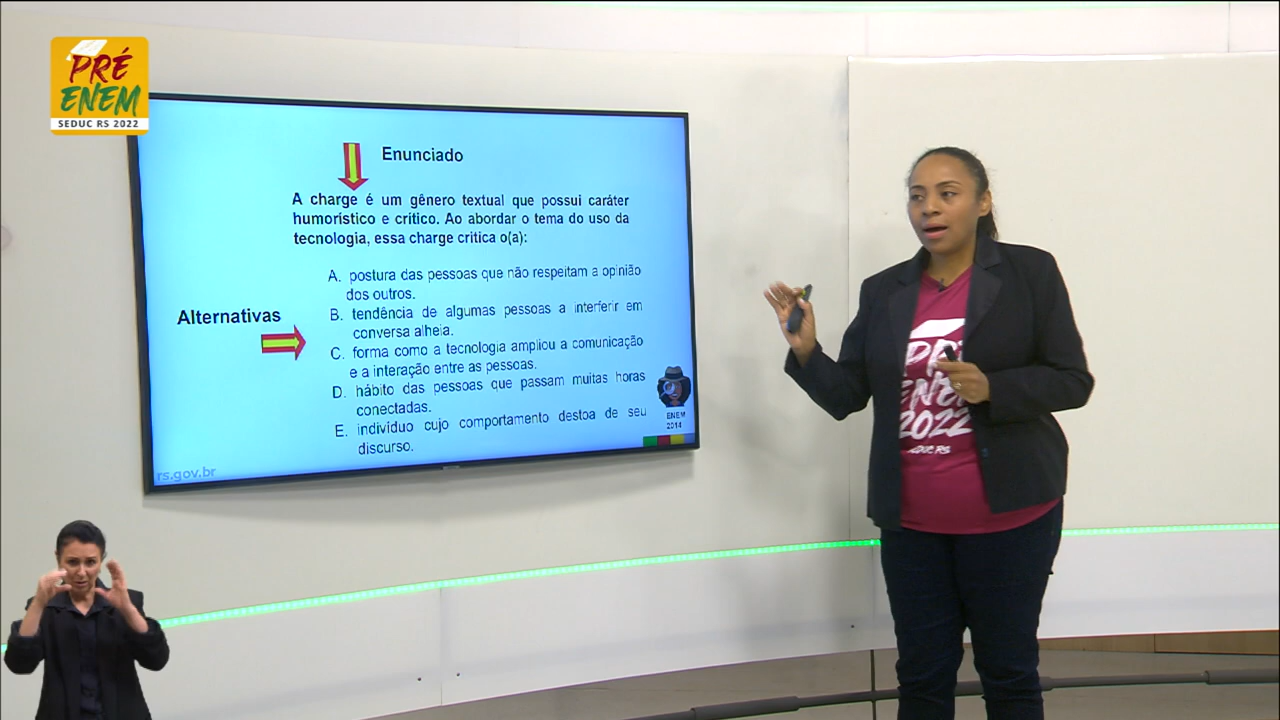 PRÉ
ENEM
SEDUC RS 2022
Enunciado
A charge é um gênero textual que possui caráter
humorístico e crítico. Ao abordar o tema do uso da
tecnologia, essa charge critica o(a):
Alternativas
A. postura das pessoas que não respeitam a opinião
dos outros.
B. tendência de algumas pessoas a interferir em
conversa alheia.
C. forma como a tecnologia ampliou a comunicação
e a interação entre as pessoas.
D. hábito das pessoas que passam muitas horas
conectadas.
E. indivíduo cujo comportamento destoa de seu
discurso.
ENEM
2014
rs.gov.br
PRÉ
ENEM
2022
SEDUC RS